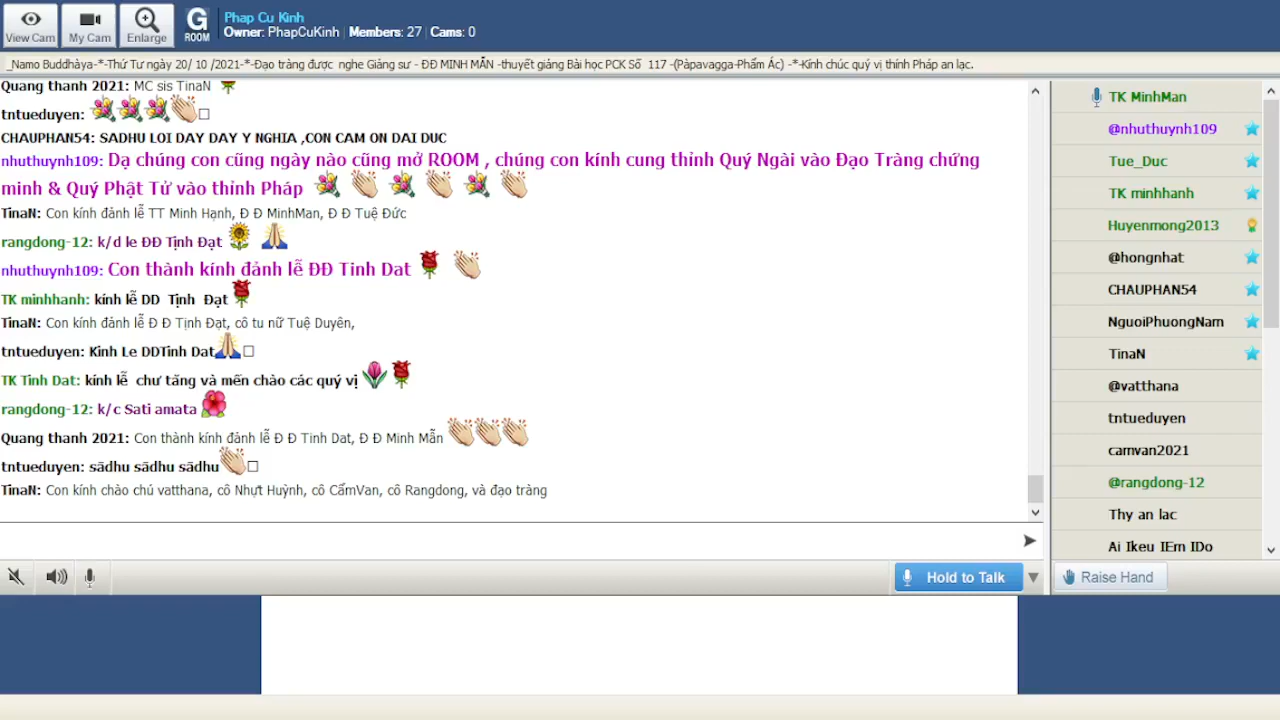 View Cam
My Cam
Enlarge
G
ROOM
Phap Cu Kinh
Owner: PhapCuKinh | Members: 27 | Cams: 0
_Namo Buddhàya-*-Thứ Tư ngày 20/ 10 /2021-*-Đạo tràng được nghe Giảng sư - ĐĐ MINH MẪN -thuyết giảng Bài học PCK Số 117 -(Pàpavagga-Phẩm Ác) -*-Kính chúc quý vị thính Pháp an lạc.
Quang thanh 2021: MC sis TinaN
tntueduyen:
CHAUPHAN54: SADHU LOI DAY DAY Y NGHIA ,CON CAM ON DAI DUC
nhuthuynh109: Dạ chúng con cũng ngày nào cũng mở ROOM , chúng con kính cung thỉnh Quý Ngài vào Đạo Tràng chứng
minh & Quý Phật Tử vào thỉnh Pháp
TinaN: Con kính đảnh lễ TT Minh Hạnh, Đ Đ MinhMan, Đ Đ Tuệ Đức
rangdong-12: k/d le ĐĐ Tịnh Đạt
nhuthuynh109: Con thành kính đảnh lễ ĐĐ Tinh Dat
TK minhhanh: kính lễ DD Tịnh Đạt
TinaN: Con kính đảnh lễ Đ Đ Tịnh Đạt, cô tu nữ Tuệ Duyên,
tntueduyen: Kinh Le DDTinh Dat
TK Tinh Dat: kính lễ chư tăng và mến chào các quý vị
rangdong-12: k/c Sati amata
Quang thanh 2021: Con thành kính đảnh lễ Đ Đ Tinh Dat, Đ Đ Minh Mẫn
tntueduyen: sādhu sādhu sādhu
TinaN: Con kính chào chú vatthana, cô Nhựt Huỳnh, cô CẩmVan, cô Rangdong, và đạo tràng
TK MinhMan
@nhuthuynh109
Tue_Duc
TK minhhanh
Huyenmong2013
@hongnhat
CHAUPHAN54
NguoiPhuongNam
TinaN
@vatthana
tntueduyen
camvan2021
@rangdong-12
Thy an lac
Ai Ikeu IEm IDo
Hold to Talk
Raise Hand